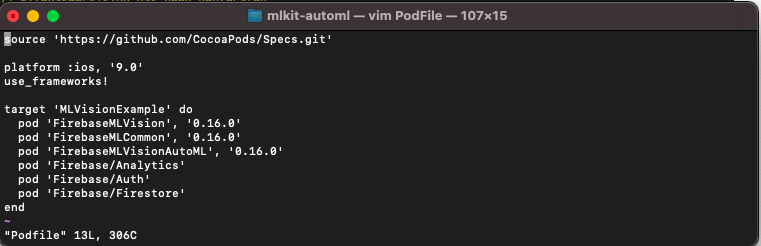 mlkit-automl — vim PodFile — 107×15
source 'https://github.com/CocoaPods/Specs.git'
platform :ios, '9.0'
use_frameworks!
target 'MLVisionExample' do
pod 'FirebaseMLVision', '0.16.0'
pod 'FirebaseMLCommon', '0.16.0'
pod 'FirebaseMLVisionAutoML', '0.16.0'
pod 'Firebase/Analytics'
pod 'Firebase/Auth'
pod 'Firebase/Firestore'
end
~
"Podfile" 13L, 306C